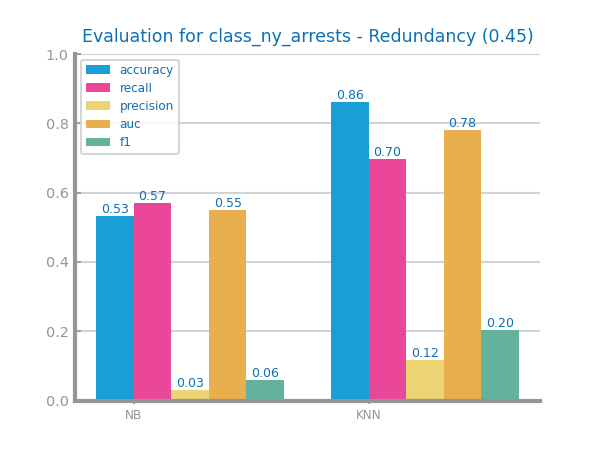 Evaluation for class_ny_arrests - Redundancy (0.45)
1.0
0.8
0.6
0.4
0.2
0.0
accuracy
recall
precision
auc
f1
0.53
0.57
0.03
0.55
0.06
0.86
0.70
0.12
0.78
0.20
NB
KNN